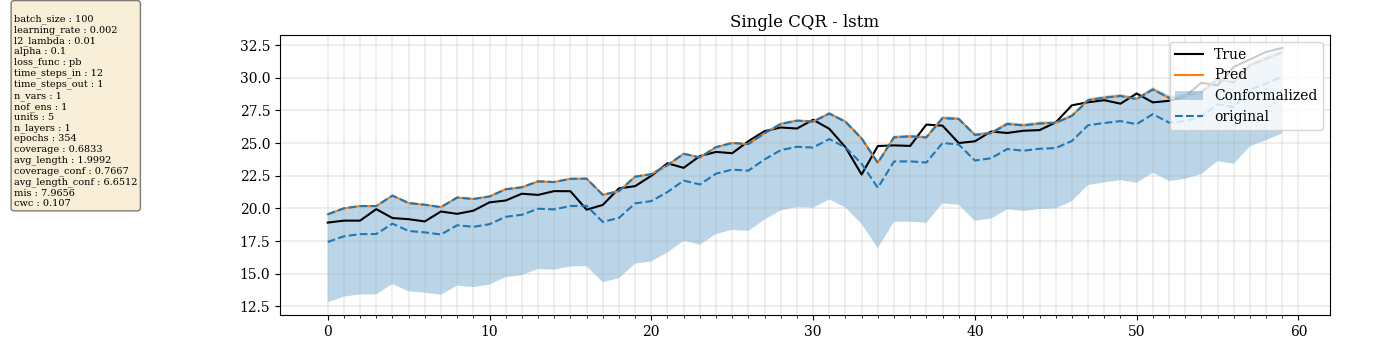 batch_size : 100
learning_rate : 0.002
l2_lambda : 0.01
alpha : 0.1
loss_func : pb
time_steps_in : 12
time_steps_out : 1
n_vars : 1
nof_ens : 1
units : 5
n_layers : 1
epochs : 354
coverage : 0.6833
avg_length : 1.9992
coverage_conf : 0.7667
avg_length_conf : 6.6512
mis : 7.9656
cwc : 0.107
Single CQR - lstm
32.5
30.0
27.5
25.0
22.5
20.0
17.5
15.0
12.5
True
Pred
Conformalized
original
0 10 20 30 40 50 60